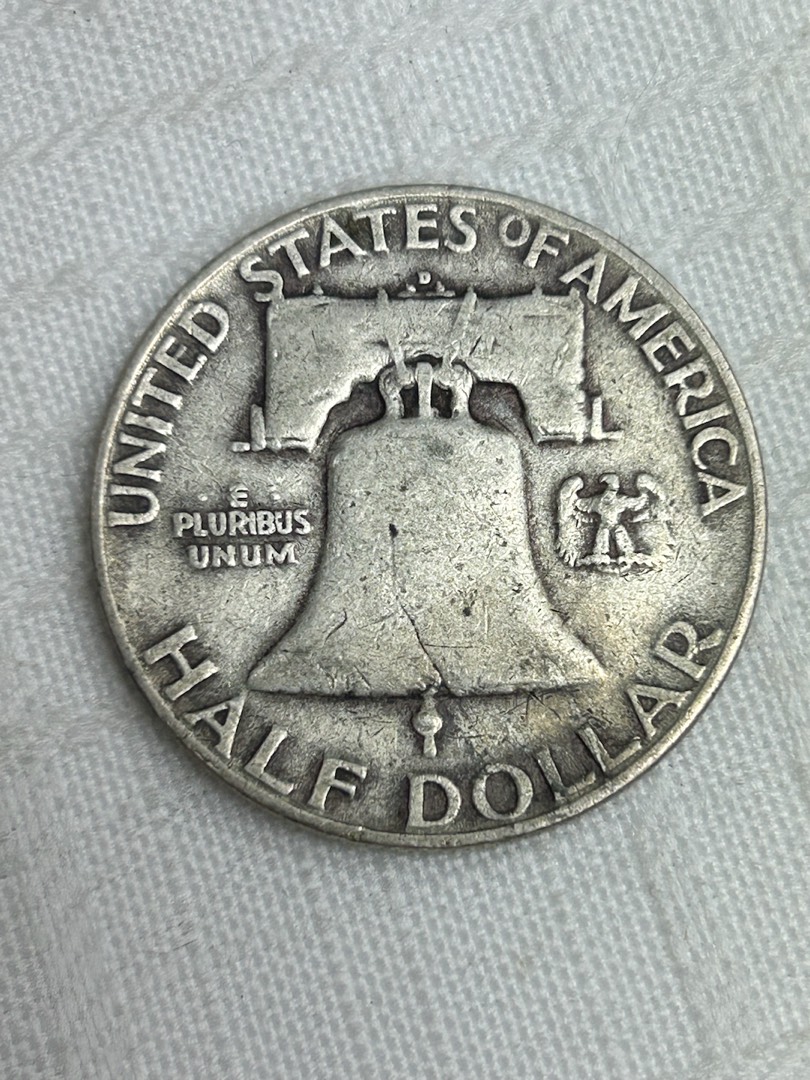 UNITED STATES OF AMERICA
D
E
PLURIBUS
UNUM
HALF DOLLAR